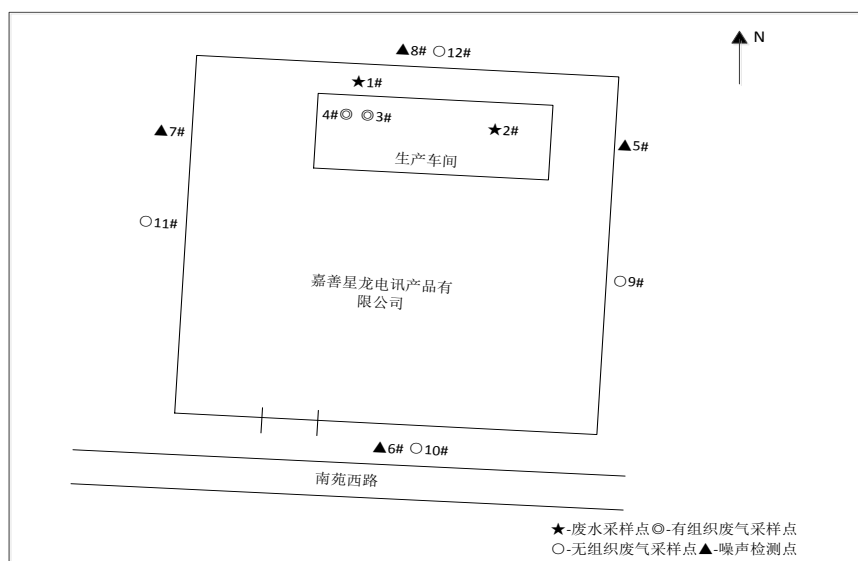 ▲8# ○12#
N
★1#
4#◎ ◎3#
★2#
▲7#
▲5#
生产车间
○11#
嘉善星龙电讯产品有
限公司
○9#
▲6# ○10#
南苑西路
★-废水采样点◎-有组织废气采样点
○-无组织废气采样点▲-噪声检测点